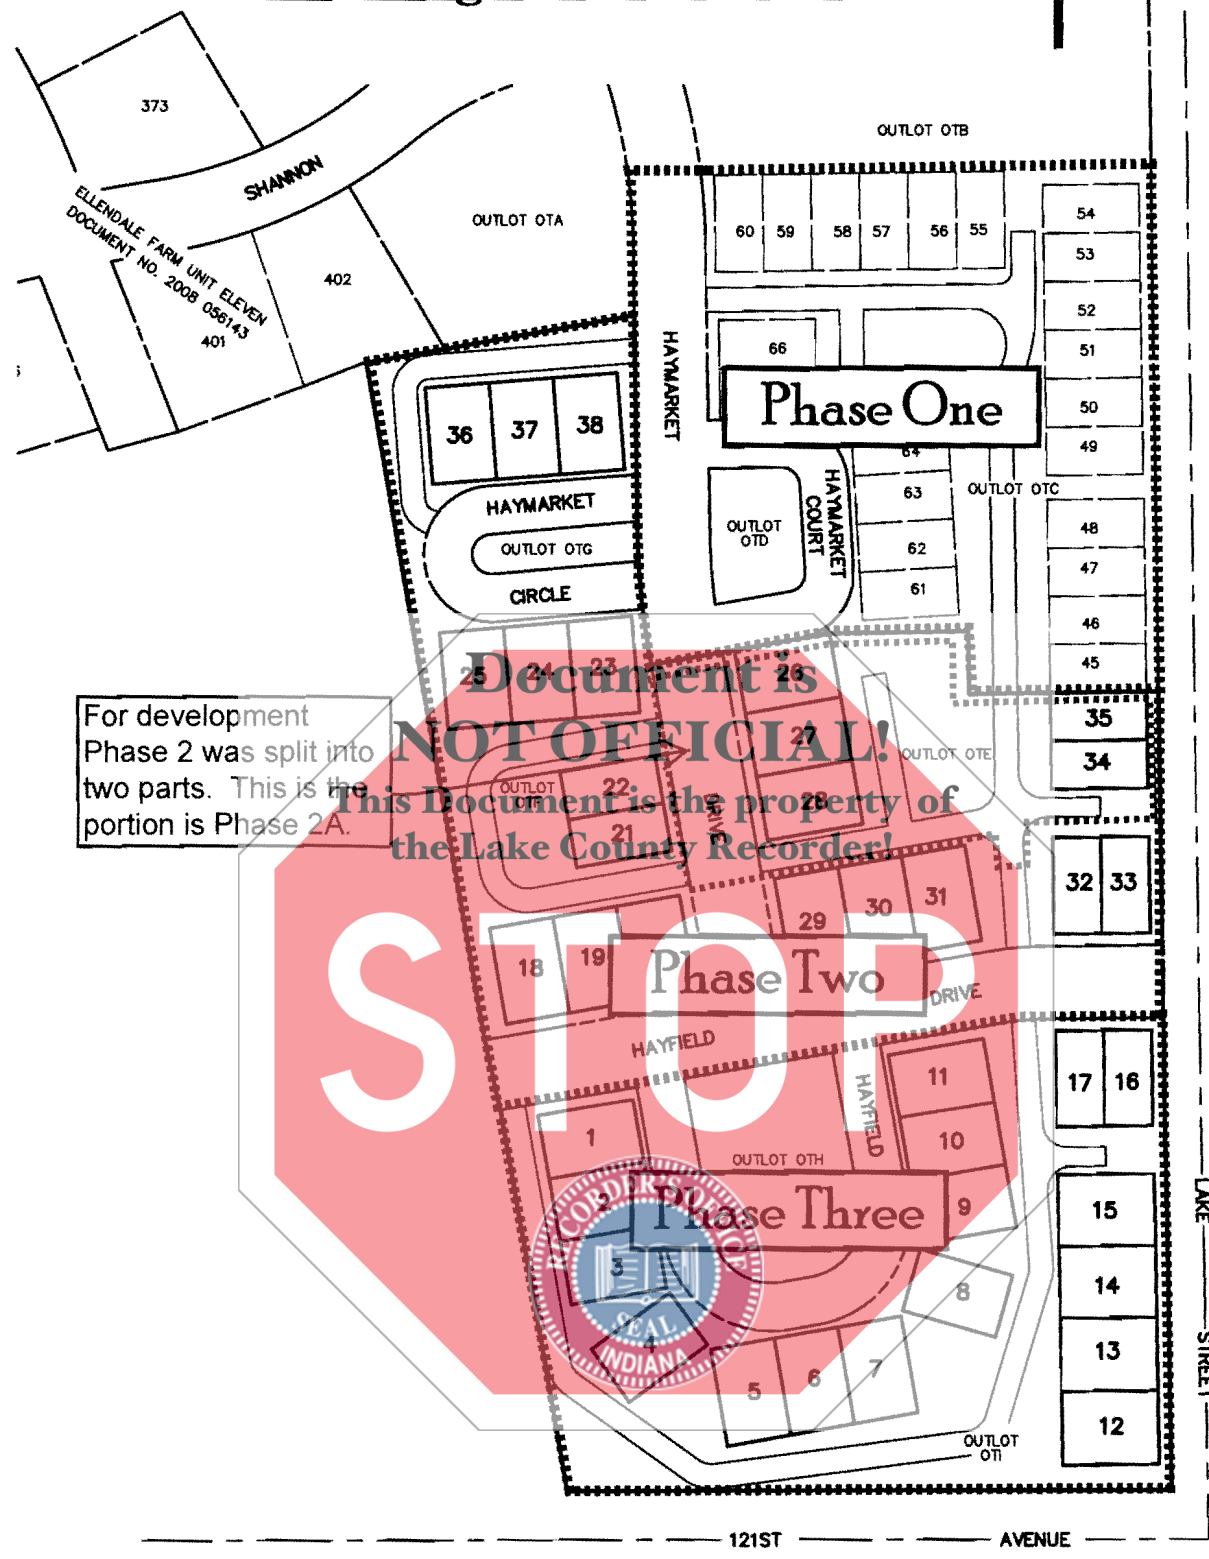 373
SHANNON
ELLENDALE FARM UNIT ELEVEN
DOCUMENT NO. 2008 056143
401
402
OUTLOT OTA
OUTLOT OTB
60
59
58
57
56
55
54
53
52
51
50
49
48
47
46
45
66
Phase One
HAYMARKET
64
63
62
61
OUTLOT OTC
OUTLOT
OTD
HAYMARKET
COURT
36
37
38
HAYMARKET
OUTLOT OTG
CIRCLE
25
24
23
26
27
28
35
34
OUTLOT OTE
Document is
NOT OFFICIAL!
This Document is the property of
the Lake County Recorder!
For development
Phase 2 was split into
two parts. This is the
portion is Phase 2A.
OUTLOT
OTF
22
21
DRIVE
32
33
29
30
31
18
19
Phase Two
DRIVE
HAYFIELD
STOP
17
16
11
10
9
8
HAYFIELD
1
2
3
4
OUTLOT OTH
Phase Three
RECORDER'S OFFICE
SEAL
INDIANA
5
6
7
15
14
13
12
OUTLOT
OTI
LAKE
STREET
121ST
AVENUE